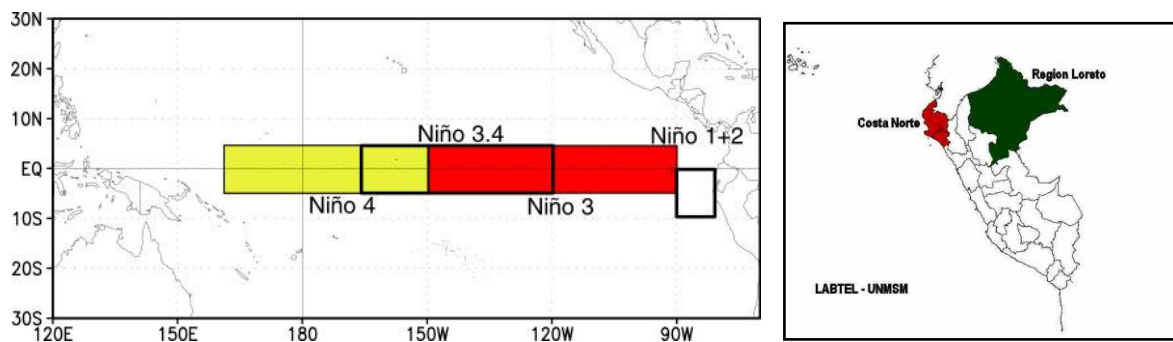 30N
20N
10N
EQ
10S
20S
30S
120E 150E 180 150W 120W 90W
Niño 3.4
Niño 1+2
Niño 4
Niño 3
Region Loreto
Costa Norte
LABTEL - UNMSM